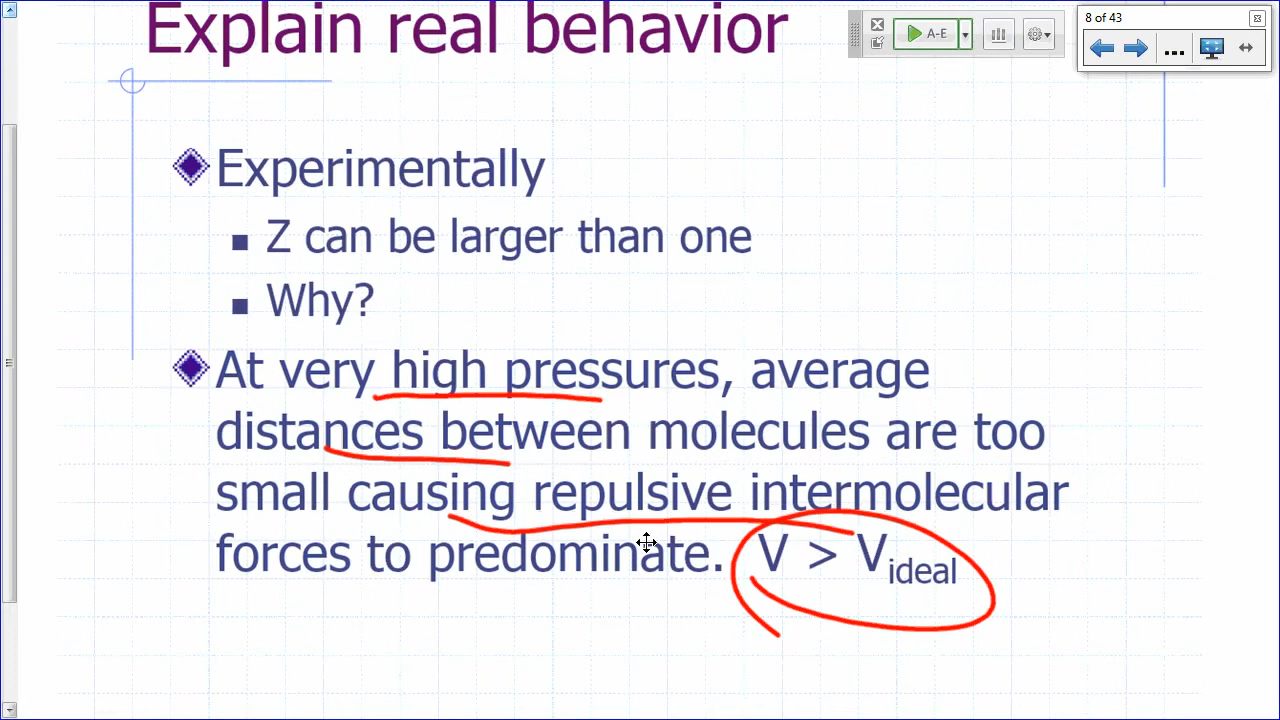 Explain real behavior
A-E
8 of 43
...
Experimentally
Z can be larger than one
Why?
At very high pressures, average
distances between molecules are too
small causing repulsive intermolecular
forces to predominate. V > Videal